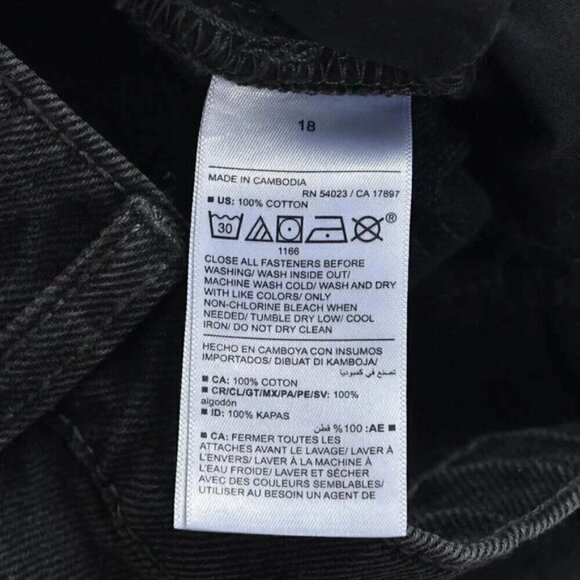 18
MADE IN CAMBODIA
RN 54023 / CA 17897
■ US: 100% COTTON
30
®
1166
CLOSE ALL FASTENERS BEFORE
WASHING/ WASH INSIDE OUT/
MACHINE WASH COLD/ WASH AND DRY
WITH LIKE COLORS/ ONLY
NON-CHLORINE BLEACH WHEN
NEEDED/ TUMBLE DRY LOW/ COOL
IRON/ DO NOT DRY CLEAN
HECHO EN CAMBOYA CON INSUMOS
IMPORTADOS/ DIBUAT DI KAMBOJA/
تصنع في كمبوديا
■ CA: 100% COTON
■ CR/CL/GT/MX/PA/PE/SV: 100%
algodón
■ ID: 100% KAPAS
■ AE: 100% قطن
■ CA: FERMER TOUTES LES
ATTACHES AVANT LE LAVAGE/ LAVER À
L'ENVERS/ LAVER À LA MACHINE À
L'EAU FROIDE/ LAVER ET SÉCHER
AVEC DES COULEURS SEMBLABLES/
UTILISER AU BESOIN UN AGENT DE